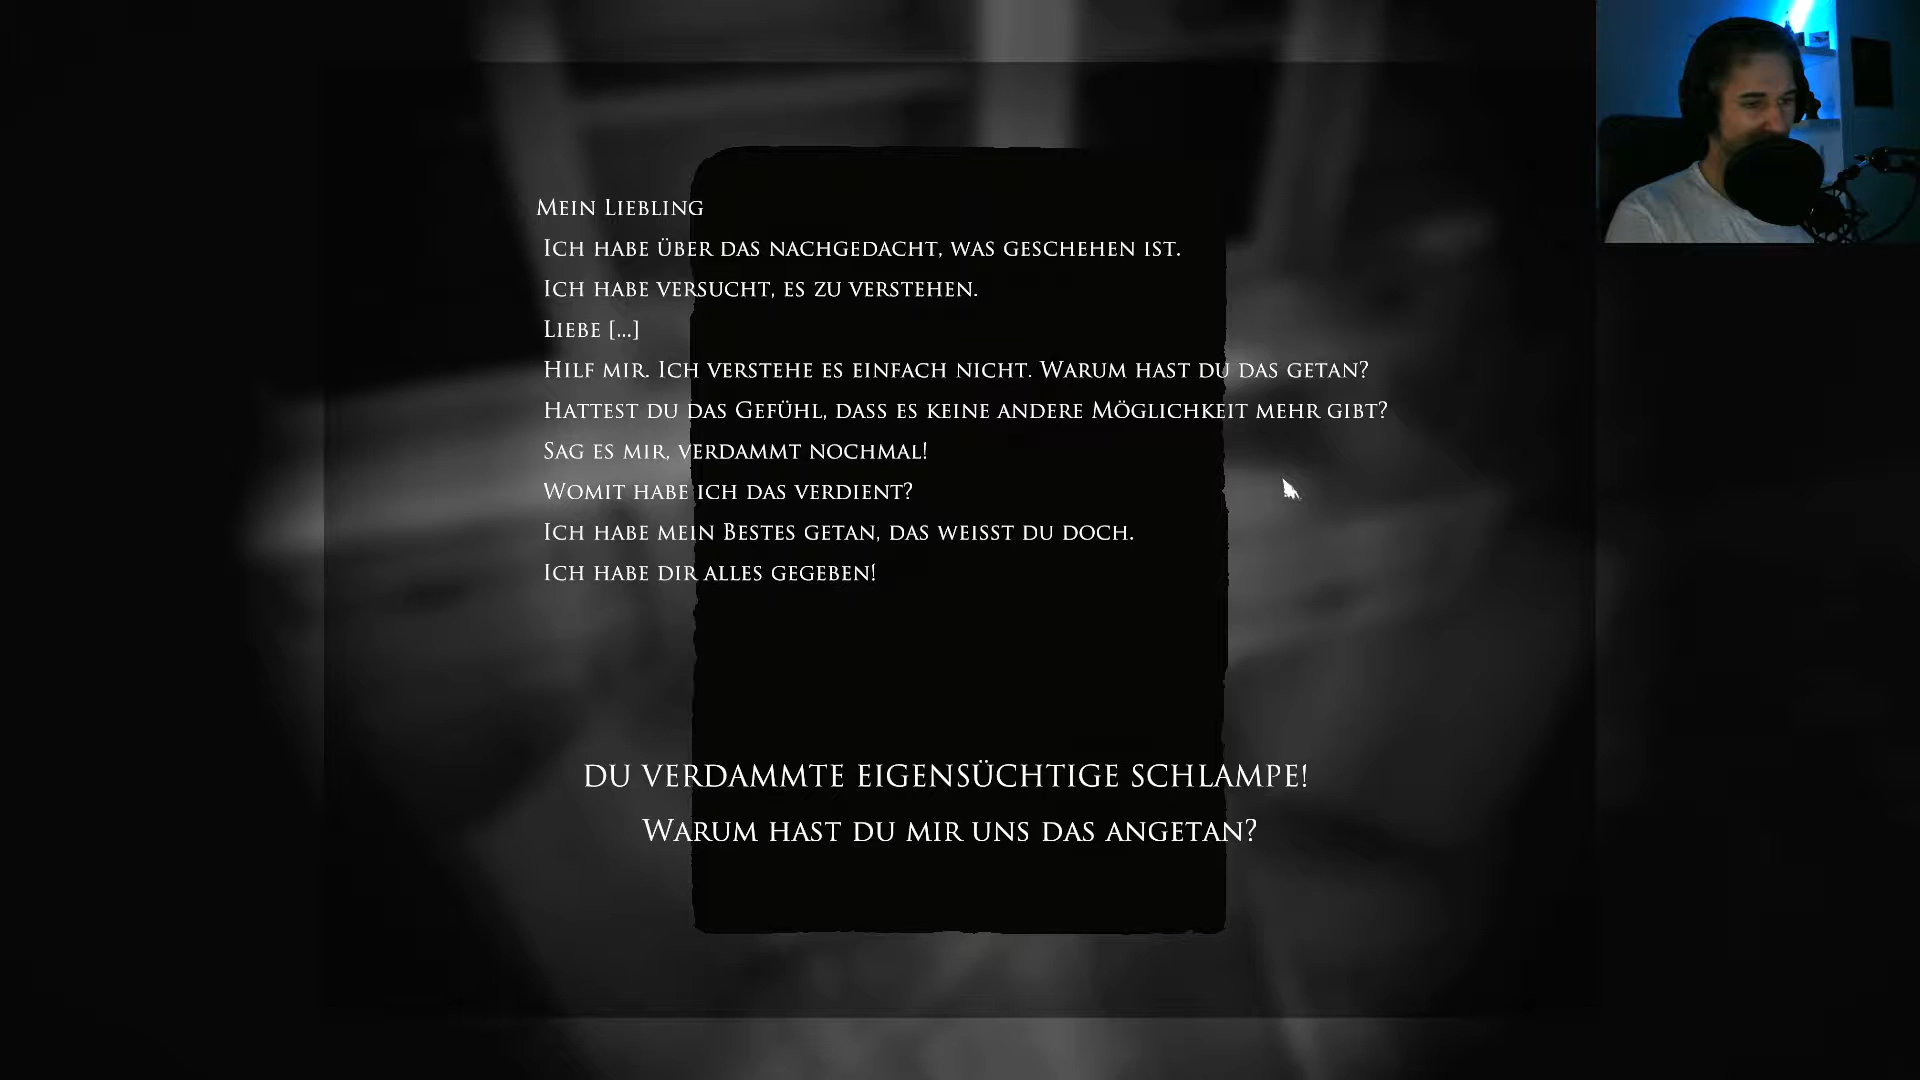 Mein Liebling
Ich habe über das nachgedacht, was geschehen ist.
Ich habe versucht, es zu verstehen.
Liebe [...]
Hilf mir. Ich verstehe es einfach nicht. Warum hast du das getan?
Hattest du das Gefühl, dass es keine andere Möglichkeit mehr gibt?
Sag es mir, verdammt nochmal!
Womit habe ich das verdient?
Ich habe mein Bestes getan, das weisst du doch.
Ich habe dir alles gegeben!
DU VERDAMMTE EIGENSÜCHTIGE SCHLAMPE!
Warum hast du mir uns das angetan?